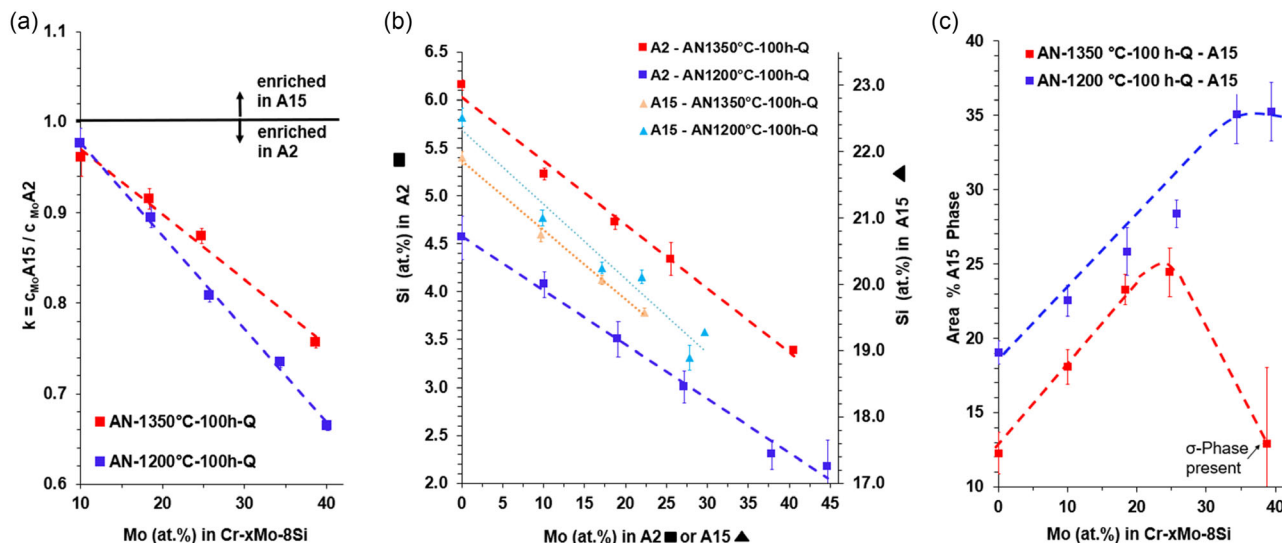 (a)
1.1
1.0
0.9
0.8
0.7
0.6
10
20
30
40
k = cMoA15 / c MoA2
enriched
in A15
enriched
in A2
AN-1350°C-100h-Q
AN-1200°C-100h-Q
Mo (at.%) in Cr-xMo-8Si
(b)
6.5
6.0
5.5
5.0
4.5
4.0
3.5
3.0
2.5
2.0
0
5
10
15
20
25
30
35
40
45
Si (at.%) in A2
A2 - AN1350°C-100h-Q
A2 - AN1200°C-100h-Q
A15 - AN1350°C-100h-Q
A15 - AN1200°C-100h-Q
23.0
22.0
21.0
20.0
19.0
18.0
17.0
Si (at.%) in A15
Mo (at.%) in A2 ■ or A15 ▲
(c)
40
35
30
25
20
15
10
0
10
20
30
40
Area % A15 Phase
AN-1350 °C-100 h-Q - A15
AN-1200 °C-100 h-Q - A15
σ-Phase
present
Mo (at.%) in Cr-xMo-8Si